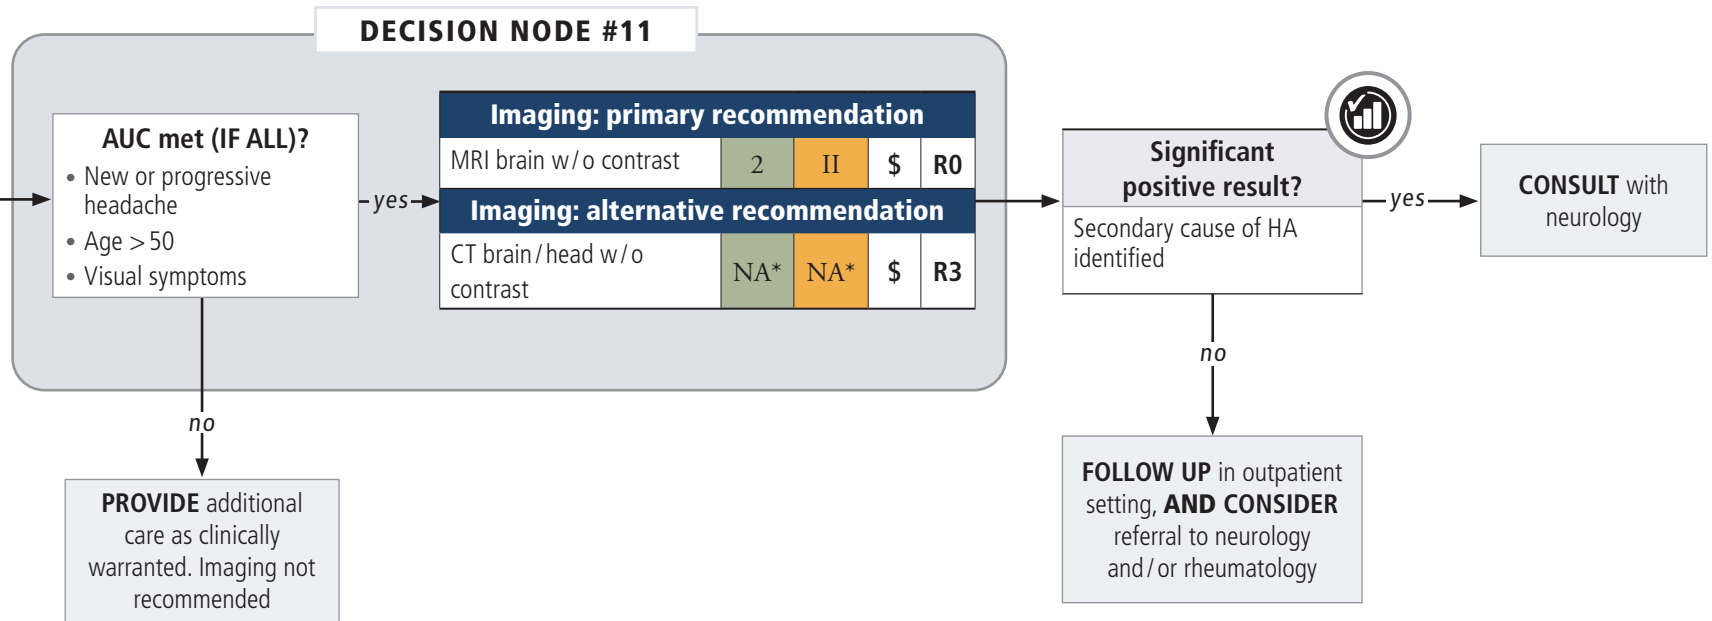 DECISION NODE #11
AUC met (IF ALL)?
• New or progressive
headache
• Age > 50
• Visual symptoms
yes
Imaging: primary recommendation
MRI brain w/o contrast 2 II $ R0
Imaging: alternative recommendation
CT brain/head w/o
contrast NA* NA* $ R3
Significant
positive result?
Secondary cause of HA
identified
yes
CONSULT with
neurology
no
no
PROVIDE additional
care as clinically
warranted. Imaging not
recommended
FOLLOW UP in outpatient
setting, AND CONSIDER
referral to neurology
and/or rheumatology